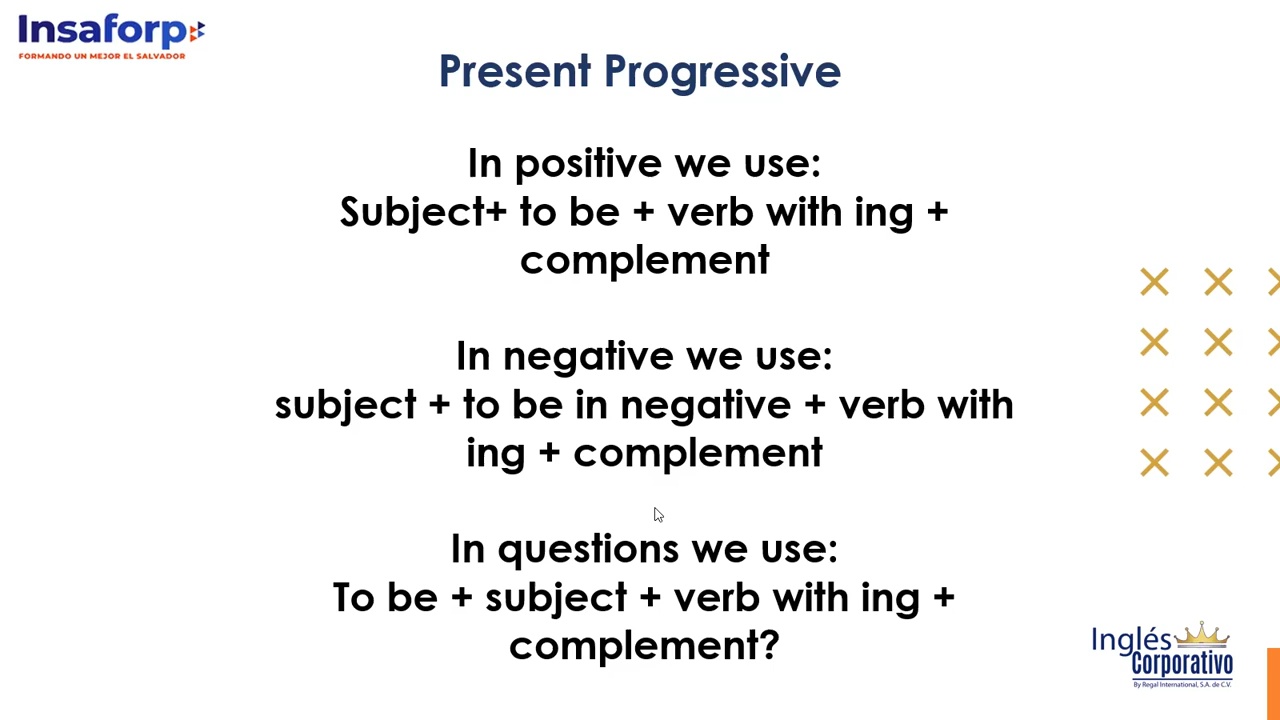 Insaforp
FORMANDO UN MEJOR EL SALVADOR
Present Progressive
In positive we use:
Subject+ to be + verb with ing +
complement
In negative we use:
subject + to be in negative + verb with
ing + complement
In questions we use:
To be + subject + verb with ing +
complement?
Inglés
Corporativo
By Regal International, S.A. de C.V.